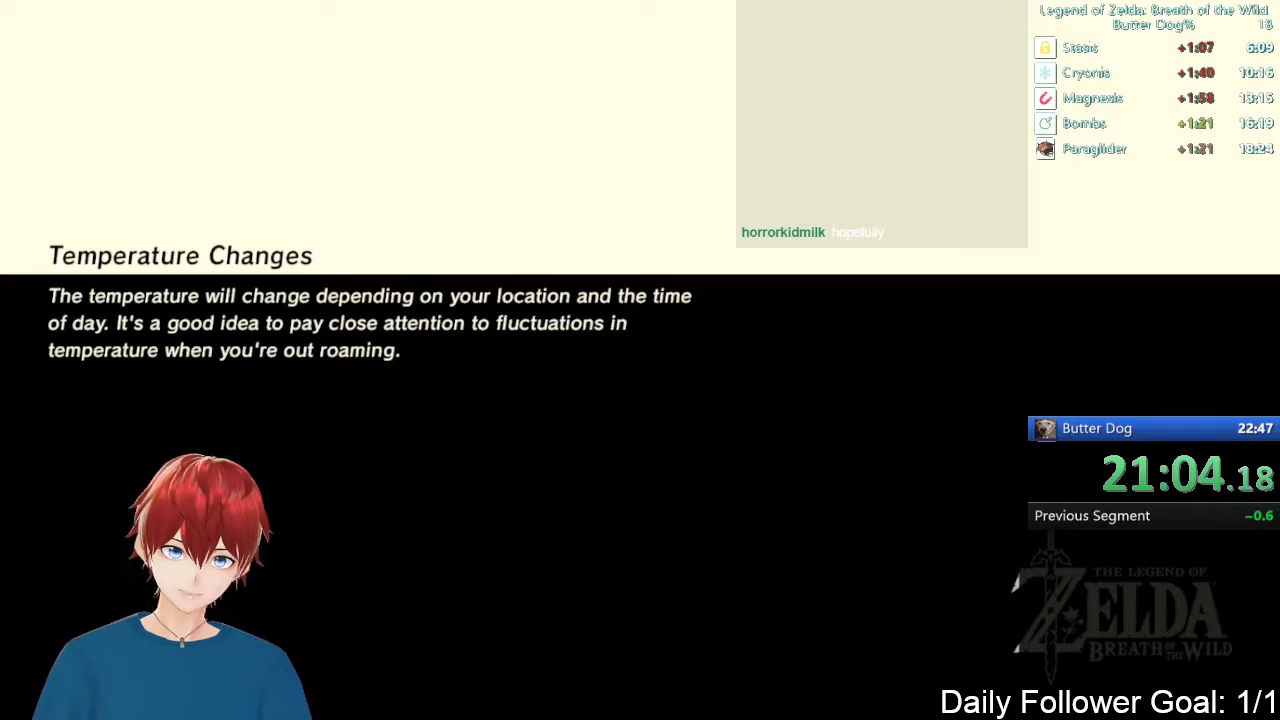 Legend of Zelda: Breath of the Wild
Butter Dog% 18
Stasis +1:07 6:09
Cryonis +1:40 10:16
Magnesis +1:58 13:15
Bombs +1:21 16:19
Paraglider +1:21 18:24
horrorkidmilk hopefully
Temperature Changes
The temperature will change depending on your location and the time
of day. It's a good idea to pay close attention to fluctuations in
temperature when you're out roaming.
Butter Dog 22:47
21:04.18
Previous Segment -0.6
THE LEGEND OF
ZELDA
BREATH OF THE WILD
Daily Follower Goal: 1/1